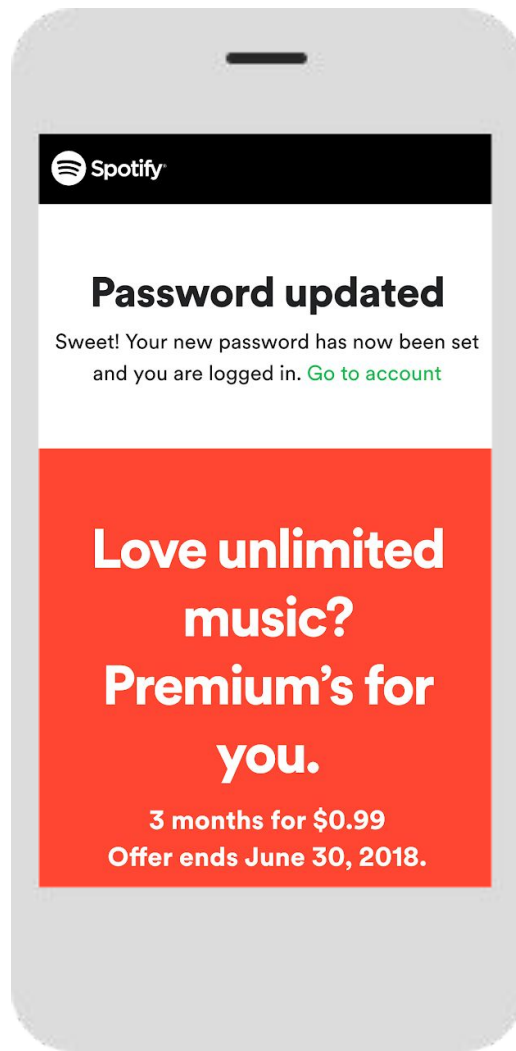 Spotify
Password updated
Sweet! Your new password has now been set
and you are logged in. Go to account
Love unlimited
music?
Premium’s for
you.
3 months for $0.99
Offer ends June 30, 2018.